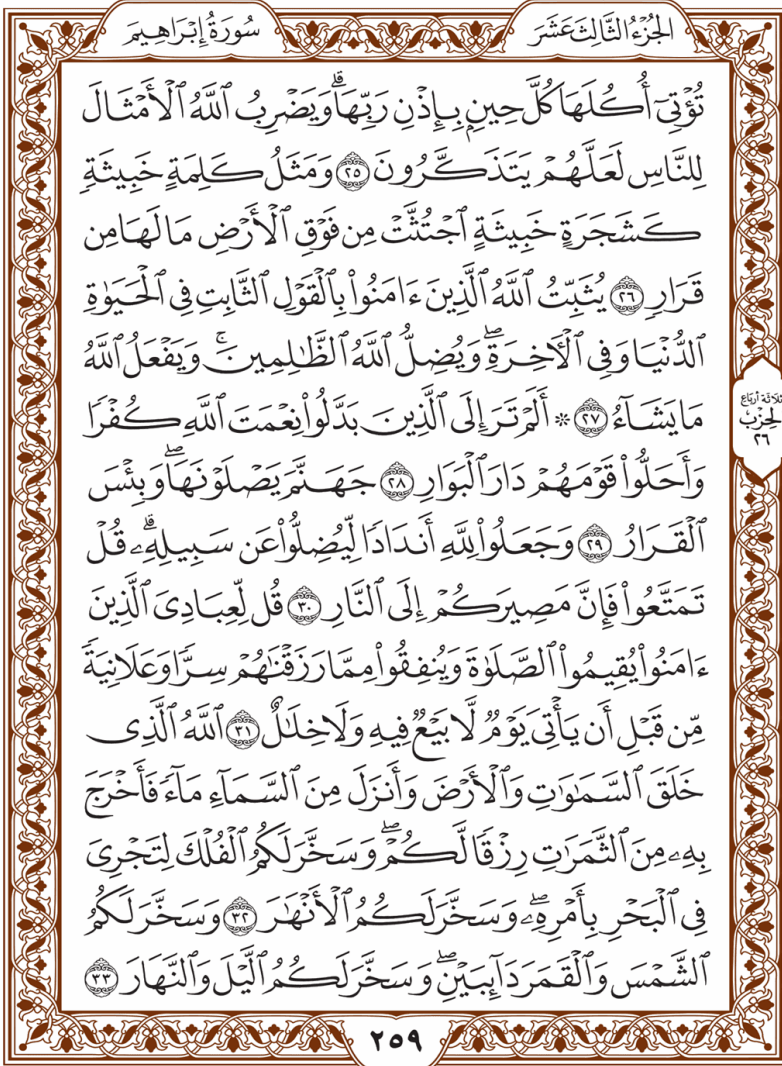 الجُزْءُ الثَّالِثَ عَشَرَ
سُورَةُ إِبْرَاهِيمَ
تُؤْتِيٓ أُكُلَهَا كُلَّ حِينِۭ بِإِذْنِ رَبِّهَاۗ وَيَضْرِبُ ٱللَّهُ ٱلْأَمْثَالَ
لِلنَّاسِ لَعَلَّهُمْ يَتَذَكَّرُونَ ٢٥ وَمَثَلُ كَلِمَةٍ خَبِيثَةٍ
كَشَجَرَةٍ خَبِيثَةٍ ٱجْتُثَّتْ مِن فَوْقِ ٱلْأَرْضِ مَا لَهَا مِن
قَرَارٍ ٢٦ يُثَبِّتُ ٱللَّهُ ٱلَّذِينَ ءَامَنُوا۟ بِٱلْقَوْلِ ٱلثَّابِتِ فِى ٱلْحَيَوٰةِ
ٱلدُّنْيَا وَفِى ٱلْأَخِرَةِۖ وَيُضِلُّ ٱللَّهُ ٱلظَّـٰلِمِينَۚ وَيَفْعَلُ ٱللَّهُ
مَا يَشَآءُ ٢٧ ۞ أَلَمْ تَرَ إِلَى ٱلَّذِينَ بَدَّلُوا۟ نِعْمَتَ ٱللَّهِ كُفْرًا
وَأَحَلُّوا۟ قَوْمَهُمْ دَارَ ٱلْبَوَارِ ٢٨ جَهَنَّمَ يَصْلَوْنَهَاۖ وَبِئْسَ
ٱلْقَرَارُ ٢٩ وَجَعَلُوا۟ لِلَّهِ أَندَادًا لِّيُضِلُّوا۟ عَن سَبِيلِهِۦۗ قُلْ
تَمَتَّعُوا۟ فَإِنَّ مَصِيرَكُمْ إِلَى ٱلنَّارِ ٣٠ قُل لِّعِبَادِىَ ٱلَّذِينَ
ءَامَنُوا۟ يُقِيمُوا۟ ٱلصَّلَوٰةَ وَيُنفِقُوا۟ مِمَّا رَزَقْنَـٰهُمْ سِرًّا وَعَلَانِيَةً
مِّن قَبْلِ أَن يَأْتِىَ يَوْمٌ لَّا بَيْعٌ فِيهِ وَلَا خِلَـٰلٌ ٣١ ٱللَّهُ ٱلَّذِى
خَلَقَ ٱلسَّمَـٰوَٰتِ وَٱلْأَرْضَ وَأَنزَلَ مِنَ ٱلسَّمَآءِ مَآءً فَأَخْرَجَ
بِهِۦ مِنَ ٱلثَّمَرَٰتِ رِزْقًا لَّكُمْۖ وَسَخَّرَ لَكُمُ ٱلْفُلْكَ لِتَجْرِىَ
فِى ٱلْبَحْرِ بِأَمْرِهِۦۖ وَسَخَّرَ لَكُمُ ٱلْأَنْهَـٰرَ ٣٢ وَسَخَّرَ لَكُمُ
ٱلشَّمْسَ وَٱلْقَمَرَ دَآئِبَيْنِۖ وَسَخَّرَ لَكُمُ ٱلَّيْلَ وَٱلنَّهَارَ ٣٣
ثلاثة أرباع
الحِزْب
٢٦
٢٥٩